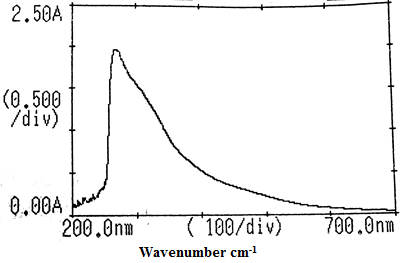 2.50A
(0.500
/div)
0.00A
200.0nm ( 100/div) 700.0nm
Wavenumber cm-1